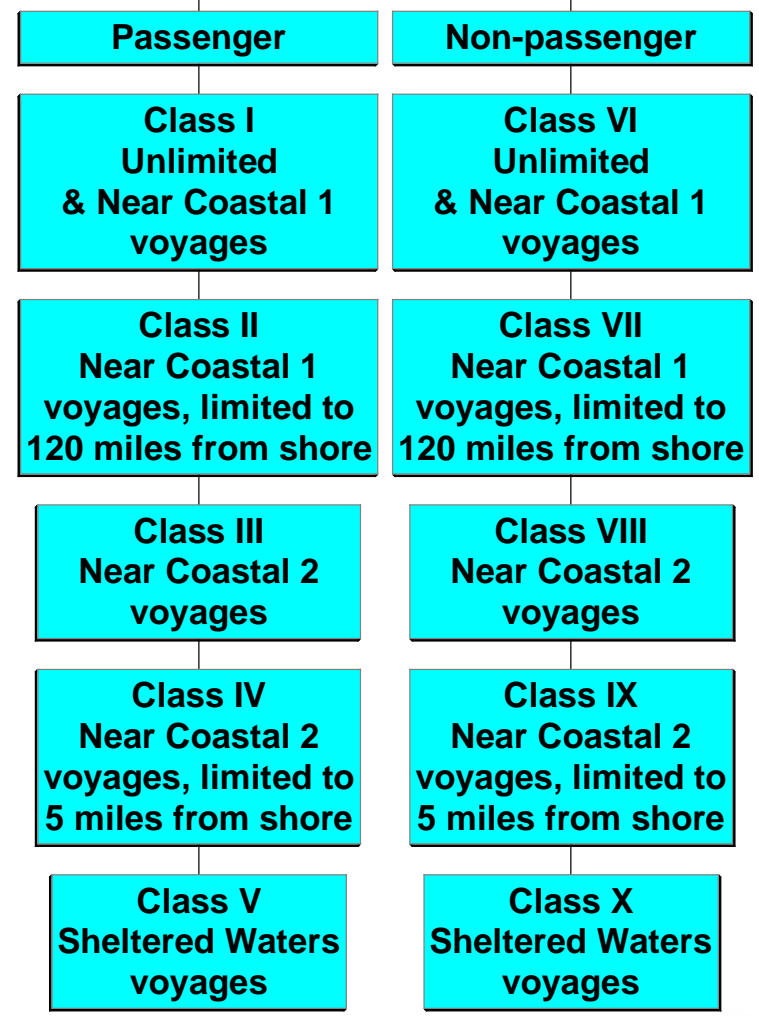 Passenger
Class I
Unlimited
& Near Coastal 1
voyages
Class II
Near Coastal 1
voyages, limited to
120 miles from shore
Class III
Near Coastal 2
voyages
Class IV
Near Coastal 2
voyages, limited to
5 miles from shore
Class V
Sheltered Waters
voyages
Non-passenger
Class VI
Unlimited
& Near Coastal 1
voyages
Class VII
Near Coastal 1
voyages, limited to
120 miles from shore
Class VIII
Near Coastal 2
voyages
Class IX
Near Coastal 2
voyages, limited to
5 miles from shore
Class X
Sheltered Waters
voyages